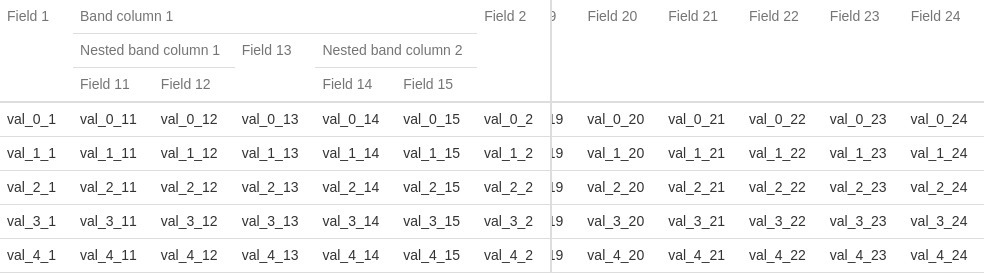 Field 1 Band column 1 Field 2 9 Field 20 Field 21 Field 22 Field 23 Field 24
Nested band column 1 Field 13 Nested band column 2
Field 11 Field 12 Field 14 Field 15
val_0_1 val_0_11 val_0_12 val_0_13 val_0_14 val_0_15 val_0_2 19 val_0_20 val_0_21 val_0_22 val_0_23 val_0_24
val_1_1 val_1_11 val_1_12 val_1_13 val_1_14 val_1_15 val_1_2 19 val_1_20 val_1_21 val_1_22 val_1_23 val_1_24
val_2_1 val_2_11 val_2_12 val_2_13 val_2_14 val_2_15 val_2_2 19 val_2_20 val_2_21 val_2_22 val_2_23 val_2_24
val_3_1 val_3_11 val_3_12 val_3_13 val_3_14 val_3_15 val_3_2 19 val_3_20 val_3_21 val_3_22 val_3_23 val_3_24
val_4_1 val_4_11 val_4_12 val_4_13 val_4_14 val_4_15 val_4_2 19 val_4_20 val_4_21 val_4_22 val_4_23 val_4_24